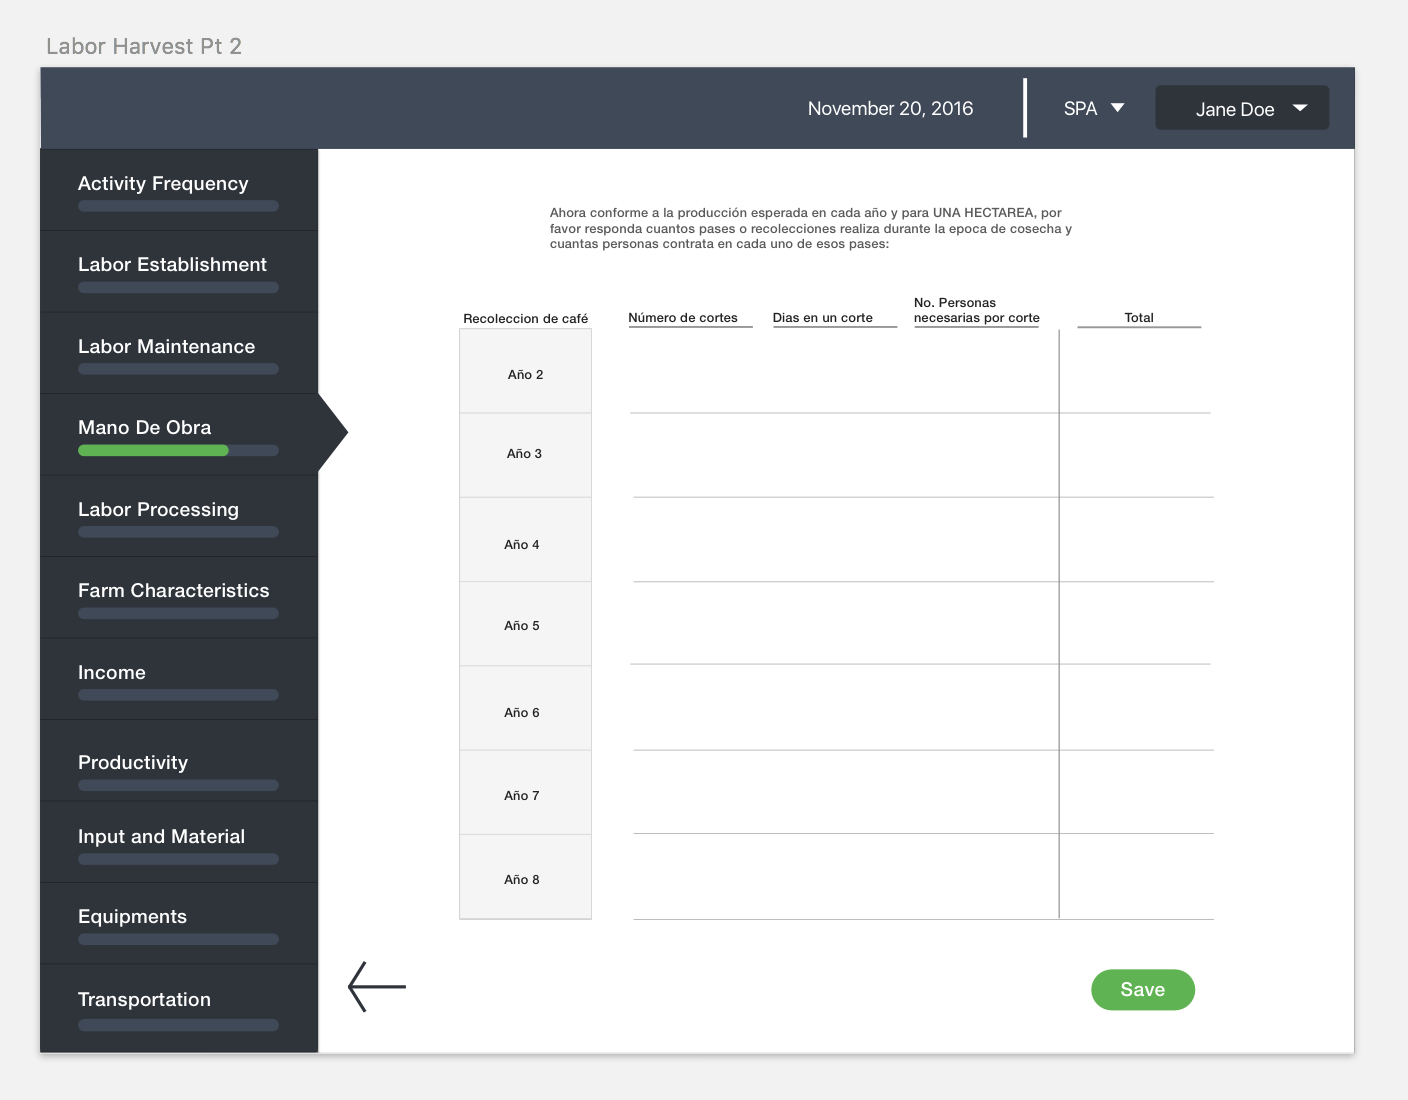 Labor Harvest Pt 2
November 20, 2016
SPA
Jane Doe
Activity Frequency
Labor Establishment
Labor Maintenance
Mano De Obra
Labor Processing
Farm Characteristics
Income
Productivity
Input and Material
Equipments
Transportation
Ahora conforme a la producción esperada en cada año y para UNA HECTAREA, por
favor responda cuantos pases o recolecciones realiza durante la epoca de cosecha y
cuantas personas contrata en cada uno de esos pases:
Recoleccion de café
Número de cortes
Dias en un corte
No. Personas
necesarias por corte
Total
Año 2
Año 3
Año 4
Año 5
Año 6
Año 7
Año 8
Save